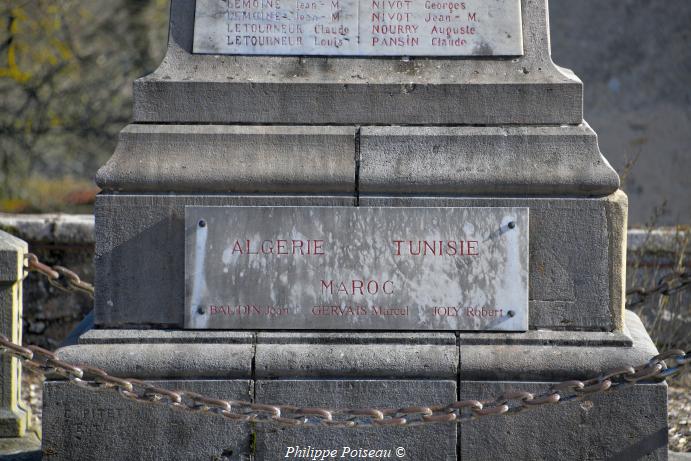 LEMOINE Jean-M. NIVOT Georges
LEMOINE Jean-M. NIVOT Jean-M.
LETOURNEUR Claude NOURRY Auguste
LETOURNEUR Louis PANSIN Claude
ALGERIE TUNISIE
MAROC
BAUDIN Jean GERVAIS Marcel JOLY Robert
Philippe Poiseau ©